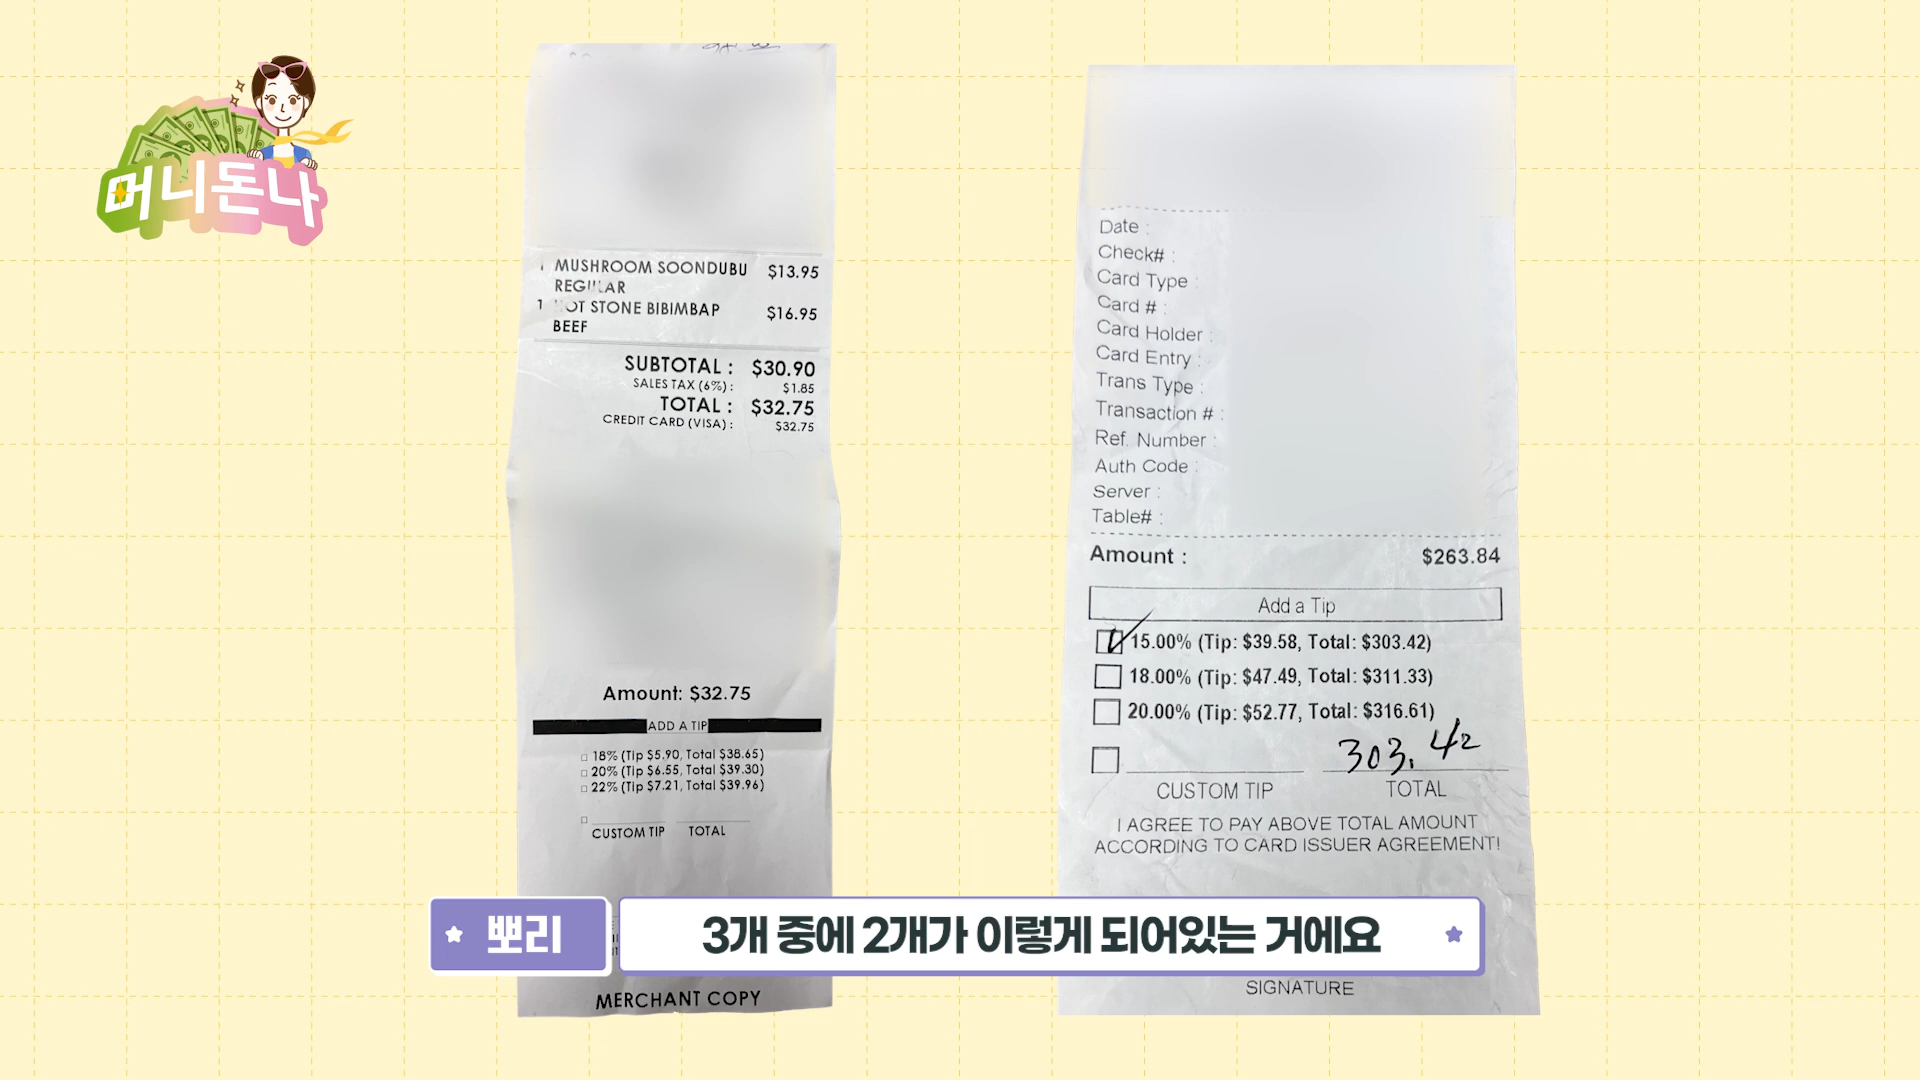 머니돈나
1 MUSHROOM SOONDUBU $13.95
REGULAR
1 HOT STONE BIBIMBAP $16.95
BEEF
SUBTOTAL : $30.90
SALES TAX (6%) : $1.85
TOTAL : $32.75
CREDIT CARD (VISA) : $32.75
Amount: $32.75
ADD A TIP
18% (Tip $5.90, Total $38.65)
20% (Tip $6.55, Total $39.30)
22% (Tip $7.21, Total $39.96)
CUSTOM TIP TOTAL
MERCHANT COPY
Date :
Check# :
Card Type :
Card # :
Card Holder :
Card Entry :
Trans Type :
Transaction # :
Ref. Number :
Auth Code :
Server :
Table# :
Amount : $263.84
Add a Tip
15.00% (Tip: $39.58, Total: $303.42)
18.00% (Tip: $47.49, Total: $311.33)
20.00% (Tip: $52.77, Total: $316.61)
303.42
CUSTOM TIP TOTAL
I AGREE TO PAY ABOVE TOTAL AMOUNT
ACCORDING TO CARD ISSUER AGREEMENT!
SIGNATURE
뽀리
3개 중에 2개가 이렇게 되어있는 거에요